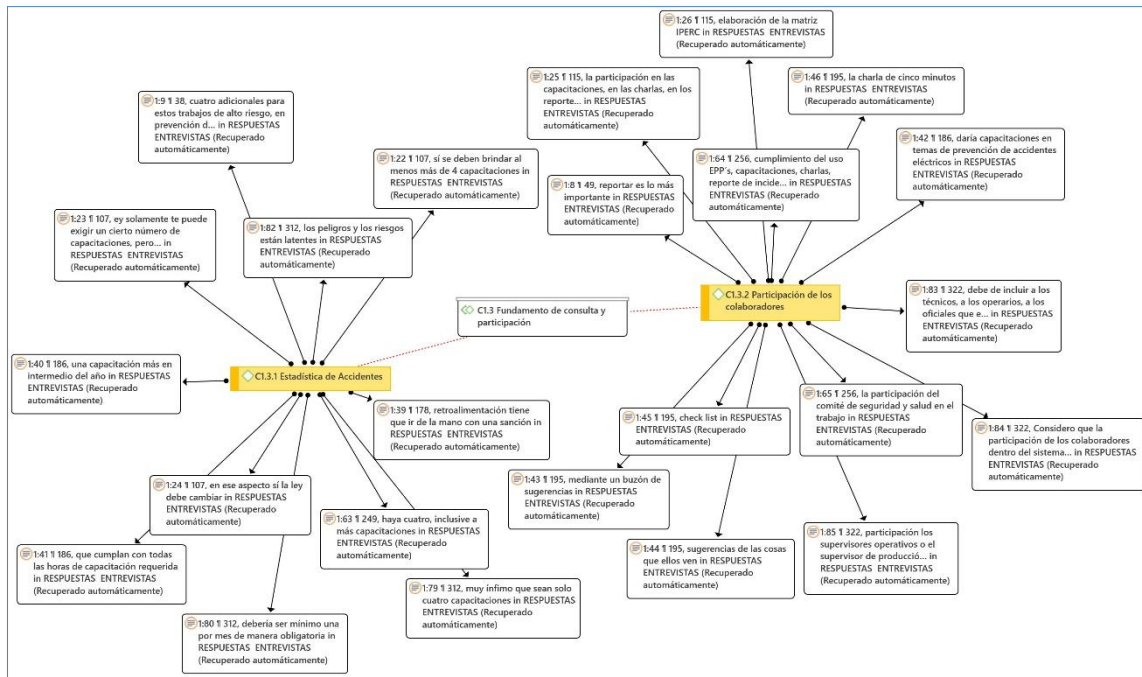 1:26 ¶ 115, elaboración de la matriz
IPERC in RESPUESTAS ENTREVISTAS
(Recuperado automáticamente)
1:25 ¶ 115, la participación en las
capacitaciones, en las charlas, en los
reporte... in RESPUESTAS
ENTREVISTAS (Recuperado
automáticamente)
1:46 ¶ 195, la charla de cinco minutos
in RESPUESTAS ENTREVISTAS
(Recuperado automáticamente)
1:9 ¶ 38, cuatro adicionales para
estos trabajos de alto riesgo, en
prevención d... in RESPUESTAS
ENTREVISTAS (Recuperado
automáticamente)
1:22 ¶ 107, sí se deben brindar al
menos más de 4 capacitaciones in
RESPUESTAS ENTREVISTAS
(Recuperado automáticamente)
1:64 ¶ 256, cumplimiento del uso
EPP´s, capacitaciones, charlas,
reporte de incide... in RESPUESTAS
ENTREVISTAS (Recuperado
automáticamente)
1:42 ¶ 186, daría capacitaciones en
temas de prevención de accidentes
eléctricos in RESPUESTAS
ENTREVISTAS (Recuperado
automáticamente)
1:8 ¶ 49, reportar es lo más
importante in RESPUESTAS
ENTREVISTAS (Recuperado
automáticamente)
1:23 ¶ 107, ey solamente te puede
exigir un cierto número de
capacitaciones, pero... in
RESPUESTAS ENTREVISTAS
(Recuperado automáticamente)
1:82 ¶ 312, los peligros y los riesgos
están latentes in RESPUESTAS
ENTREVISTAS (Recuperado
automáticamente)
C1.3 Fundamento de consulta y
participación
C1.3.2 Participación de los
colaboradores
1:83 ¶ 322, debe de incluir a los
técnicos, a los operarios, a los
oficiales que e... in RESPUESTAS
ENTREVISTAS (Recuperado
automáticamente)
1:40 ¶ 186, una capacitación más en
intermedio del año in RESPUESTAS
ENTREVISTAS (Recuperado
automáticamente)
C1.3.1 Estadística de Accidentes
1:39 ¶ 178, retroalimentación tiene
que ir de la mano con una sanción in
RESPUESTAS ENTREVISTAS
(Recuperado automáticamente)
1:45 ¶ 195, check list in RESPUESTAS
ENTREVISTAS (Recuperado
automáticamente)
1:65 ¶ 256, la participación del
comité de seguridad y salud en el
trabajo in RESPUESTAS
ENTREVISTAS (Recuperado
automáticamente)
1:84 ¶ 322, Considero que la
participación de los colaboradores
dentro del sistema... in RESPUESTAS
ENTREVISTAS (Recuperado
automáticamente)
1:24 ¶ 107, en ese aspecto sí la ley
debe cambiar in RESPUESTAS
ENTREVISTAS (Recuperado
automáticamente)
1:43 ¶ 195, mediante un buzón de
sugerencias in RESPUESTAS
ENTREVISTAS (Recuperado
automáticamente)
1:63 ¶ 249, haya cuatro, inclusive a
más capacitaciones in RESPUESTAS
ENTREVISTAS (Recuperado
automáticamente)
1:41 ¶ 186, que cumplan con todas
las horas de capacitación requerida
in RESPUESTAS ENTREVISTAS
(Recuperado automáticamente)
1:44 ¶ 195, sugerencias de las cosas
que ellos ven in RESPUESTAS
ENTREVISTAS (Recuperado
automáticamente)
1:85 ¶ 322, participación los
supervisores operativos o el
supervisor de producció... in
RESPUESTAS ENTREVISTAS
(Recuperado automáticamente)
1:79 ¶ 312, muy ínfimo que sean solo
cuatro capacitaciones in RESPUESTAS
ENTREVISTAS (Recuperado
automáticamente)
1:80 ¶ 312, debería ser mínimo una
por mes de manera obligatoria in
RESPUESTAS ENTREVISTAS
(Recuperado automáticamente)